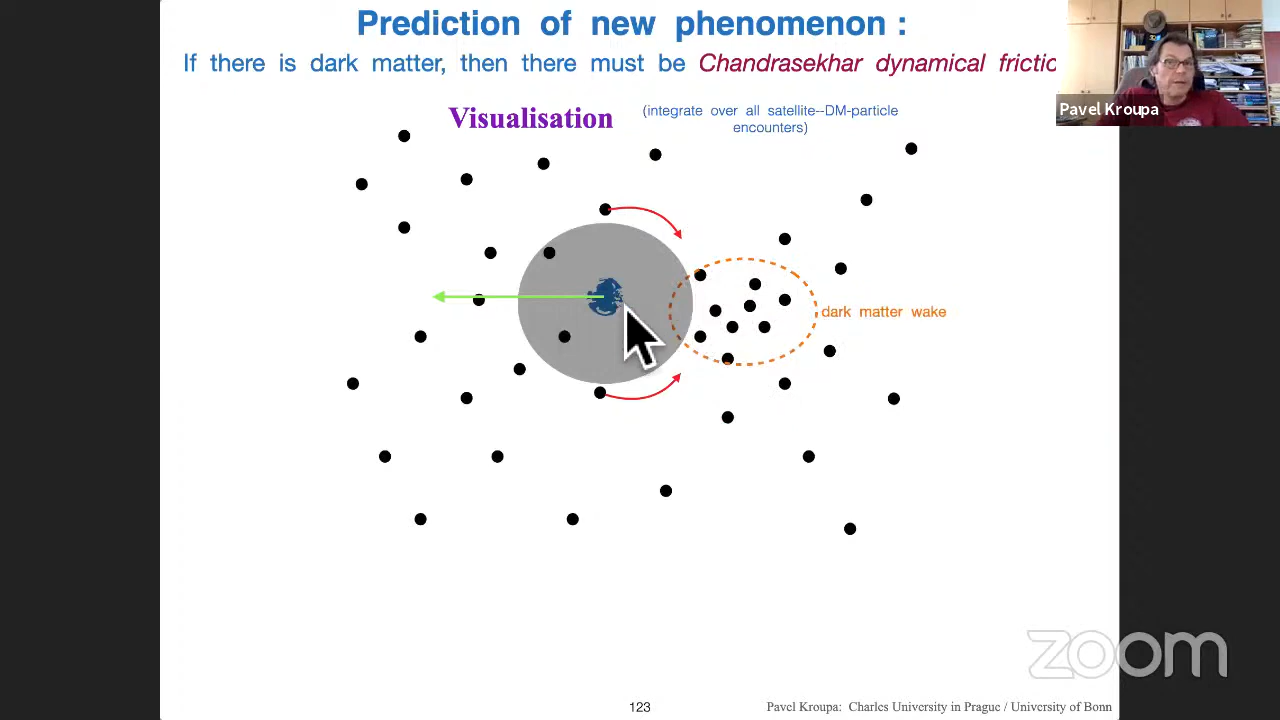 Prediction of new phenomenon :
If there is dark matter, then there must be Chandrasekhar dynamical frictio
Pavel Kroupa
Visualisation
(integrate over all satellite--DM-particle
encounters)
dark matter wake
zoom
123
Pavel Kroupa: Charles University in Prague / University of Bonn